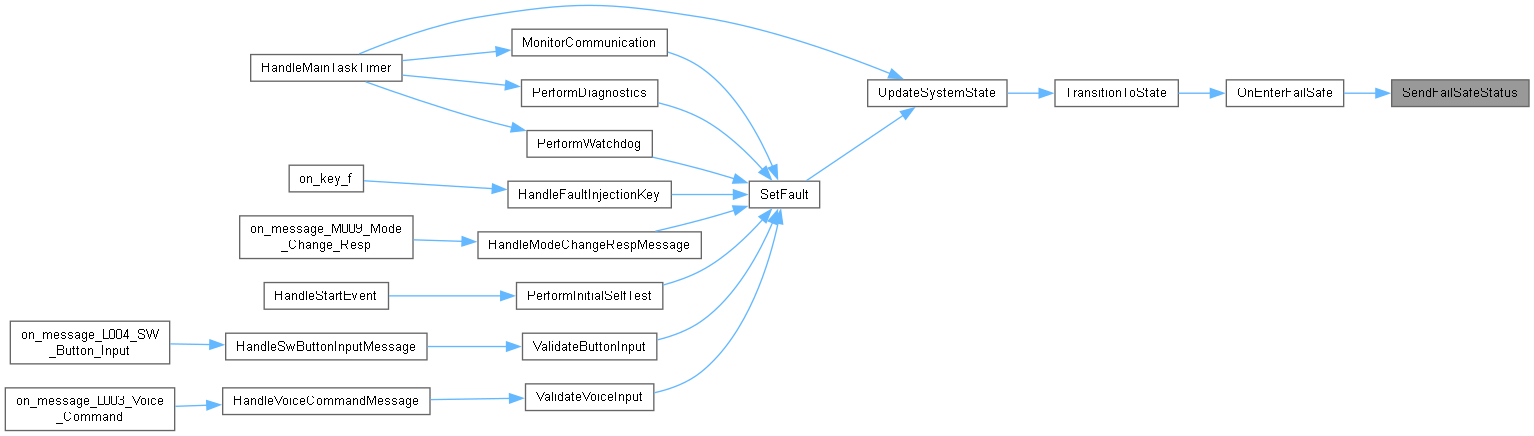 MonitorCommunication
HandleMainTaskTimer
PerformDiagnostics
UpdateSystemState
TransitionToState
OnEnterFailSafe
SendFailSafeStatus
PerformWatchdog
on_key_f
HandleFaultInjectionKey
SetFault
on_message_M009_Mode
_Change_Resp
HandleModeChangeRespMessage
HandleStartEvent
PerformInitialSelfTest
on_message_L004_SW
_Button_Input
HandleSwButtonInputMessage
ValidateButtonInput
on_message_L003_Voice
_Command
HandleVoiceCommandMessage
ValidateVoiceInput